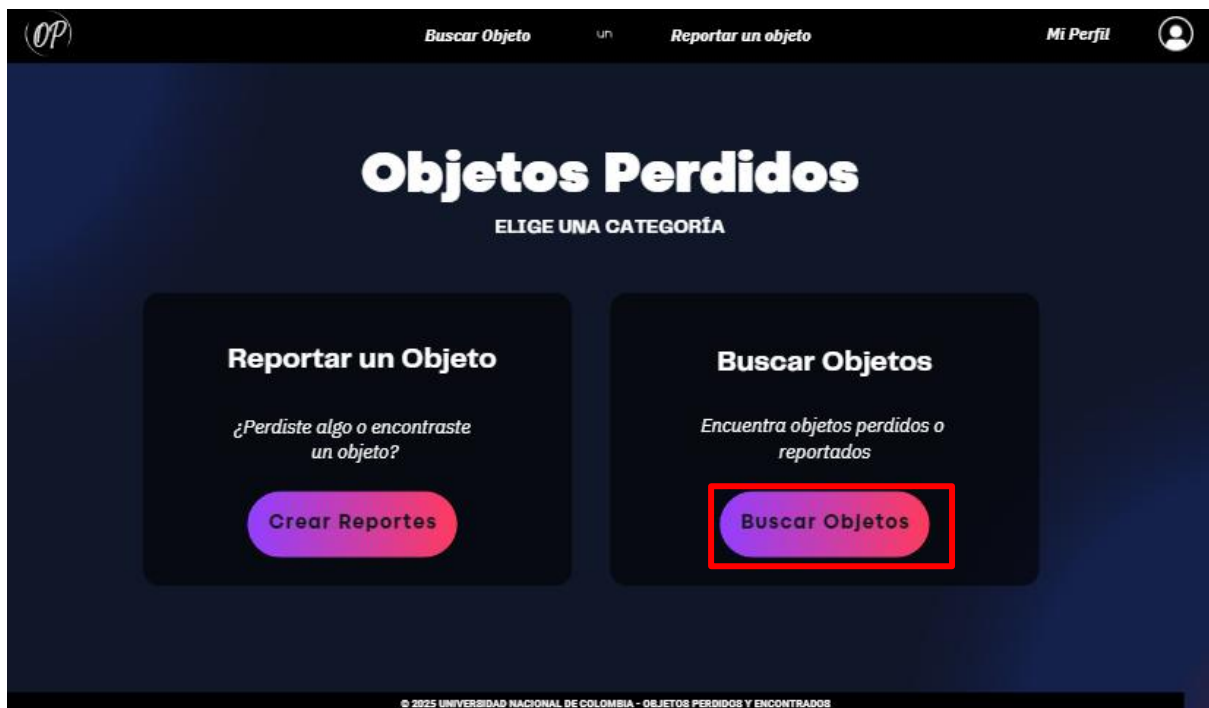 OP
Buscar Objeto un Reportar un objeto Mi Perfil
Objetos Perdidos
ELIGE UNA CATEGORÍA
Reportar un Objeto
¿Perdiste algo o encontraste
un objeto?
Crear Reportes
Buscar Objetos
Encuentra objetos perdidos o
reportados
Buscar Objetos
© 2025 UNIVERSIDAD NACIONAL DE COLOMBIA - OBJETOS PERDIDOS Y ENCONTRADOS